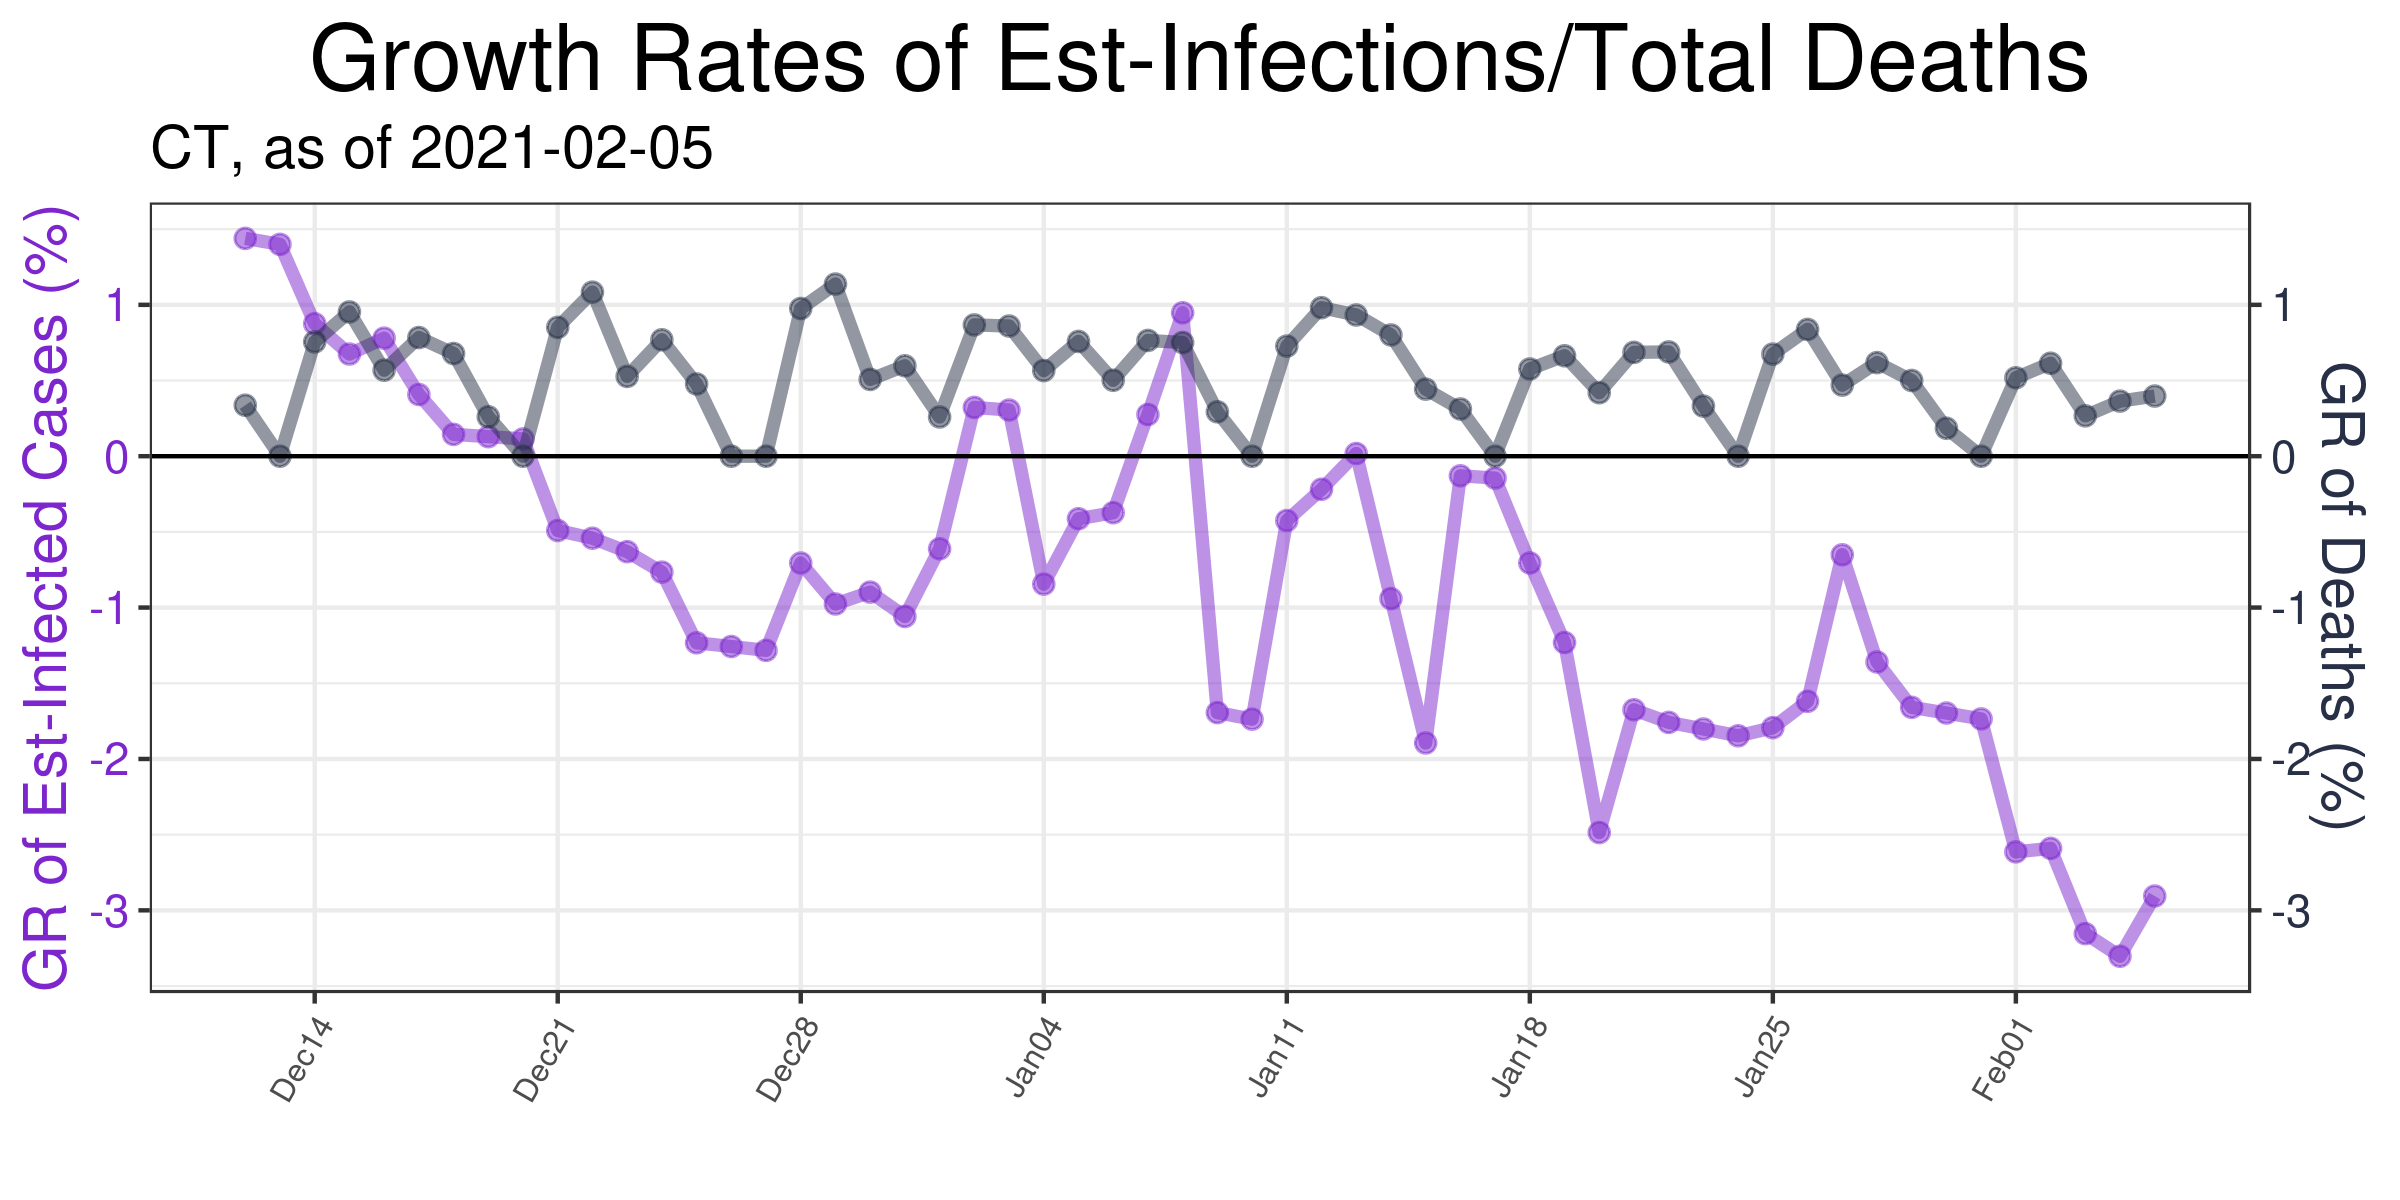 Growth Rates of Est-Infections/Total Deaths
CT, as of 2021-02-05
GR of Est-Infected Cases (%)
1
0
-1
-2
-3
1
0
-1
-2
-3
GR of Deaths (%)
Dec14
Dec21
Dec28
Jan04
Jan11
Jan18
Jan25
Feb01